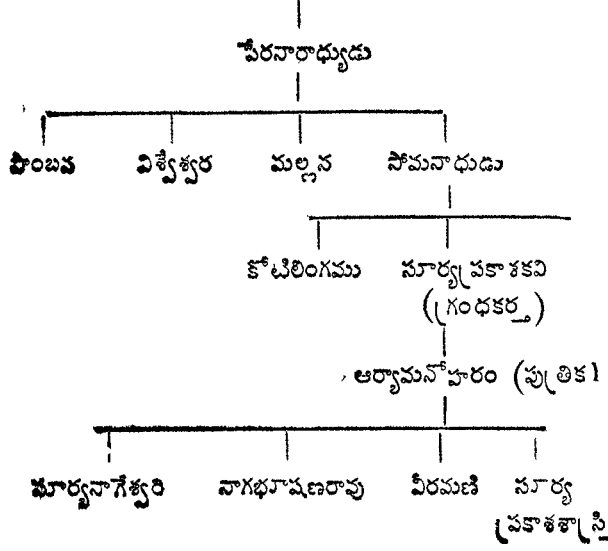 పేరనారాధ్యుడు
సాంబవ విశ్వేశ్వర మల్లన సోమనాధుడు
కోటిలింగము సూర్యప్రకాశకవి
(గ్రంధకర్త)
ఆర్యామనోహరం (పుత్రిక)
సూర్యనాగేశ్వరి నాగభూషణరావు వీరమణి సూర్య
ప్రకాశశాస్త్రి